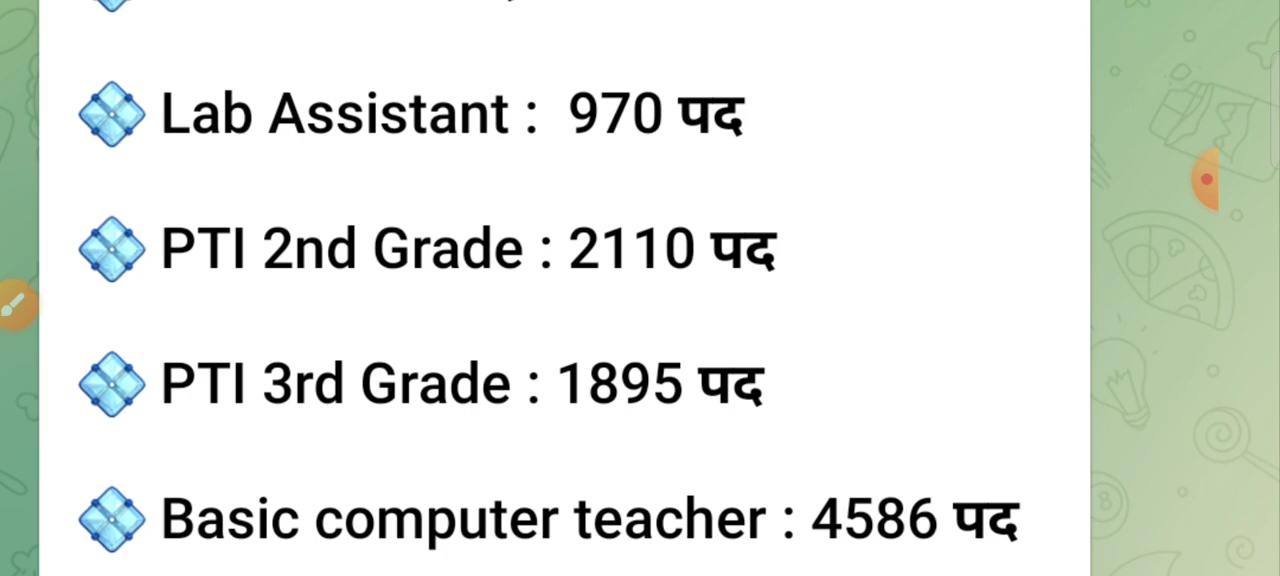 Lab Assistant : 970 पद
PTI 2nd Grade : 2110 पद
PTI 3rd Grade : 1895 पद
Basic computer teacher : 4586 पद